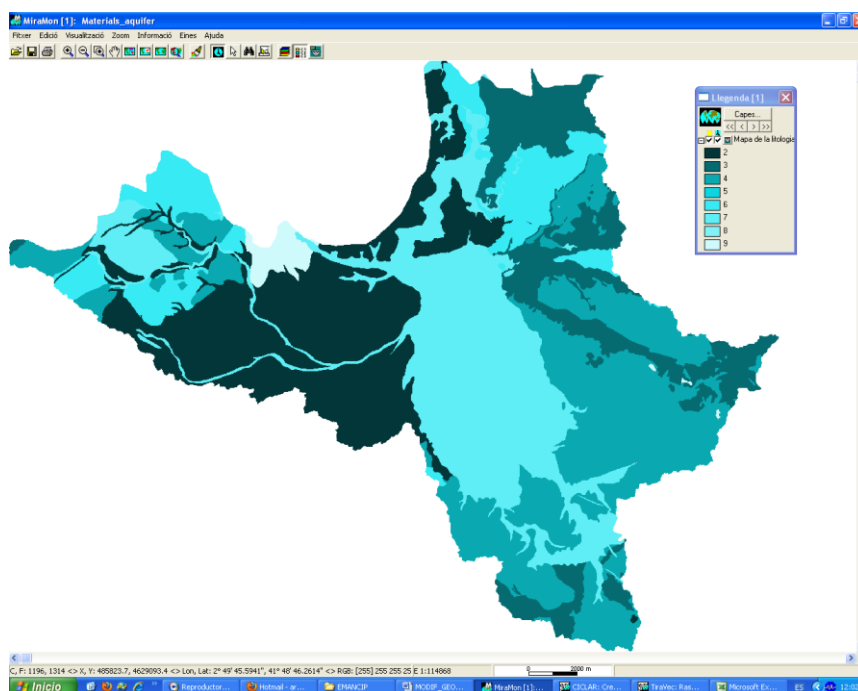 MiraMon [1]: Materials_aquifer
Fitxer Edició Visualització Zoom Informació Eines Ajuda
Llegenda [1]
Capes...
<< < > >>
Mapa de la litologia
2
3
4
5
6
7
8
9
C, F: 1196, 1314 <> X, Y: 485823.7, 4629093.4 <> Lon, Lat: 2º 49' 45.5941", 41º 48' 46.2614" <> RGB: [255] 255 255 25 E 1:114868
0 2000 m
Inicio Reproductor... Hotmail - ar... EMANCIP MODIF_GEO... MiraMon [1]:... CICLAR: Cre... TiraVec: Ras... Microsoft Ex... ES